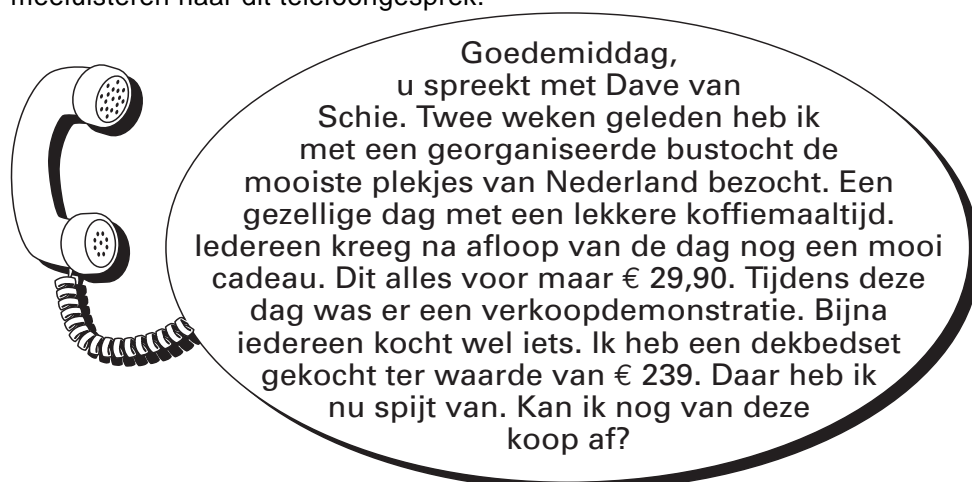 meeluisteren naar dit telefoongesprek.
Goedemiddag,
u spreekt met Dave van
Schie. Twee weken geleden heb ik
met een georganiseerde bustocht de
mooiste plekjes van Nederland bezocht. Een
gezellige dag met een lekkere koffiemaaltijd.
Iedereen kreeg na afloop van de dag nog een mooi
cadeau. Dit alles voor maar € 29,90. Tijdens deze
dag was er een verkoopdemonstratie. Bijna
iedereen kocht wel iets. Ik heb een dekbedset
gekocht ter waarde van € 239. Daar heb ik
nu spijt van. Kan ik nog van deze
koop af?